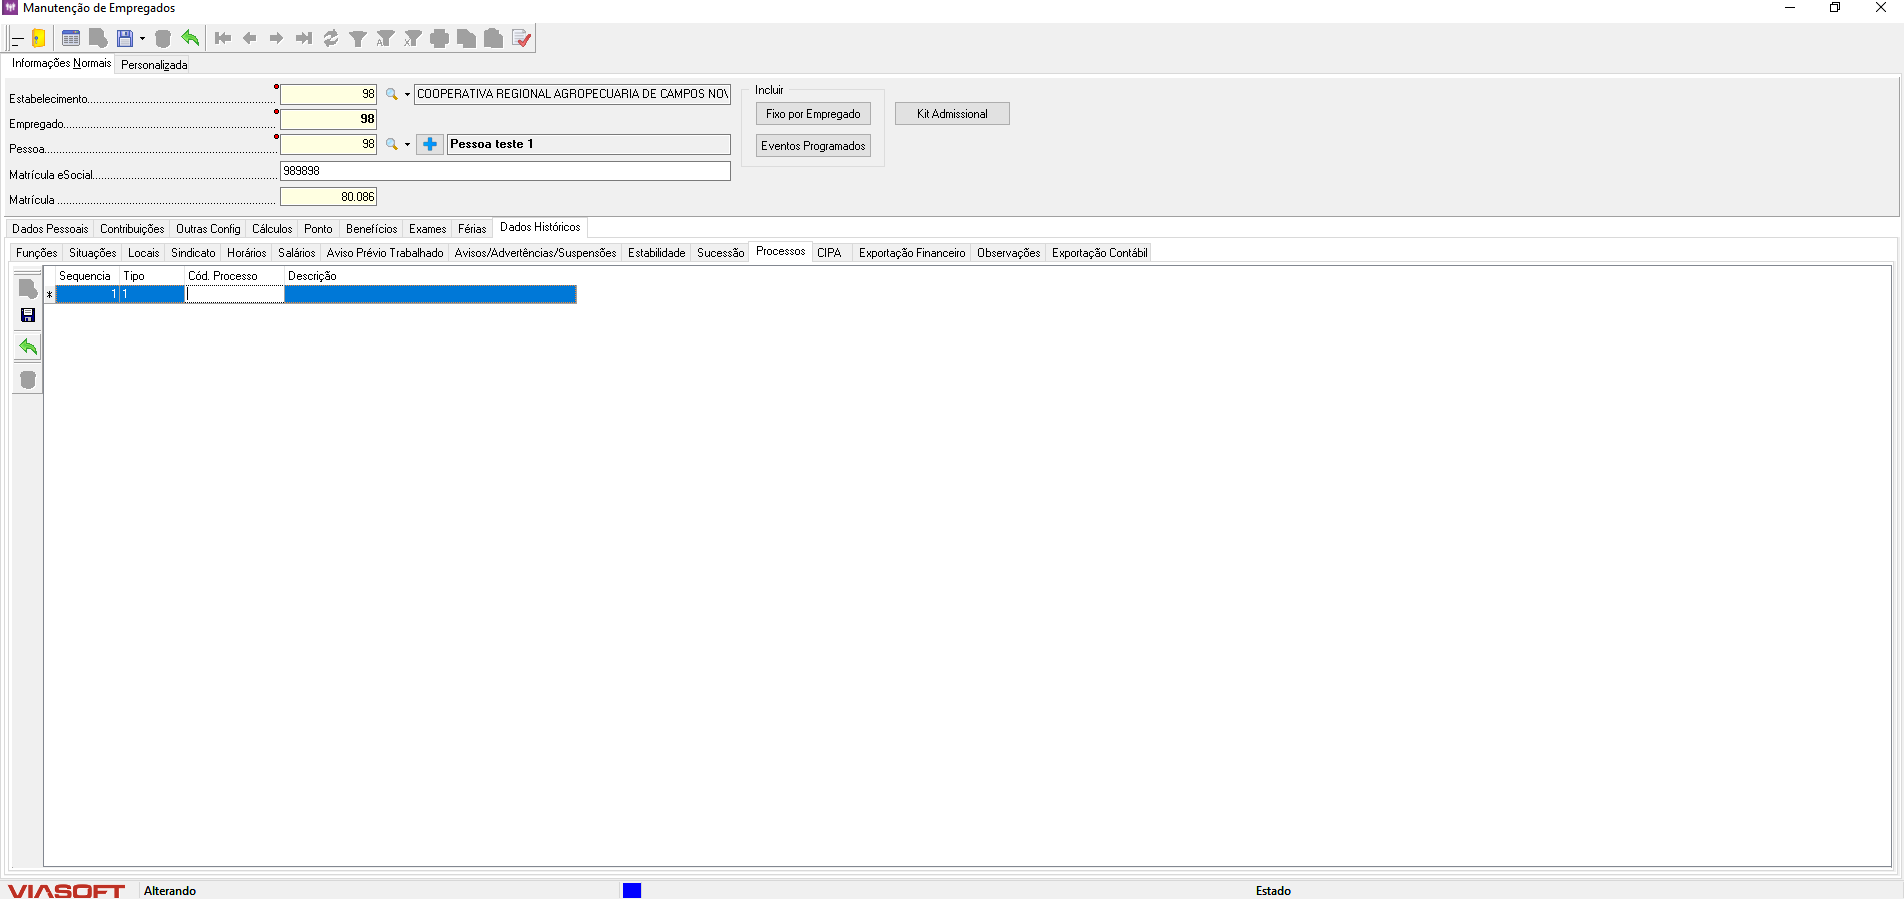 Manutenção de Empregados
Informações Normais Personalizada
Estabelecimento 98 COOPERATIVA REGIONAL AGROPECUARIA DE CAMPOS NOV
Empregado 98
Pessoa 98 Pessoa teste 1
Matrícula eSocial 989898
Matrícula 80.086
Incluir
Fixo por Empregado
Eventos Programados
Kit Admissional
Dados Pessoais Contribuições Outras Config Cálculos Ponto Benefícios Exames Férias Dados Históricos
Funções Situações Locais Sindicato Horários Salários Aviso Prévio Trabalhado Avisos/Advertências/Suspensões Estabilidade Sucessão Processos CIPA Exportação Financeiro Observações Exportação Contábil
Sequencia Tipo Cód. Processo Descrição
* 1 1
VIASOFT Alterando Estado